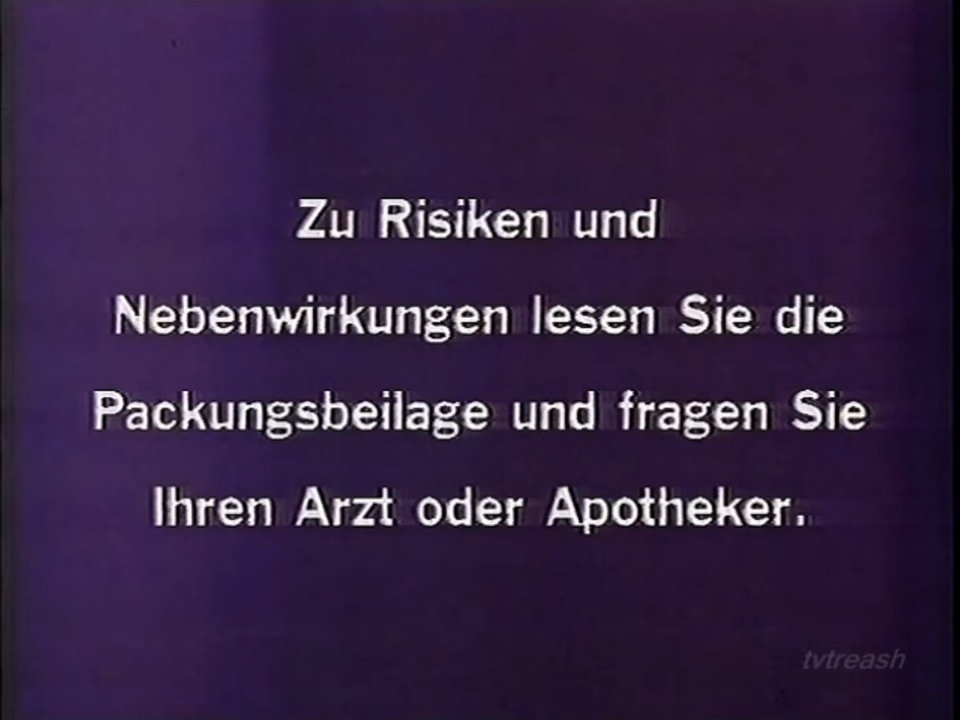 Zu Risiken und
Nebenwirkungen lesen Sie die
Packungsbeilage und fragen Sie
Ihren Arzt oder Apotheker.
tvtreash